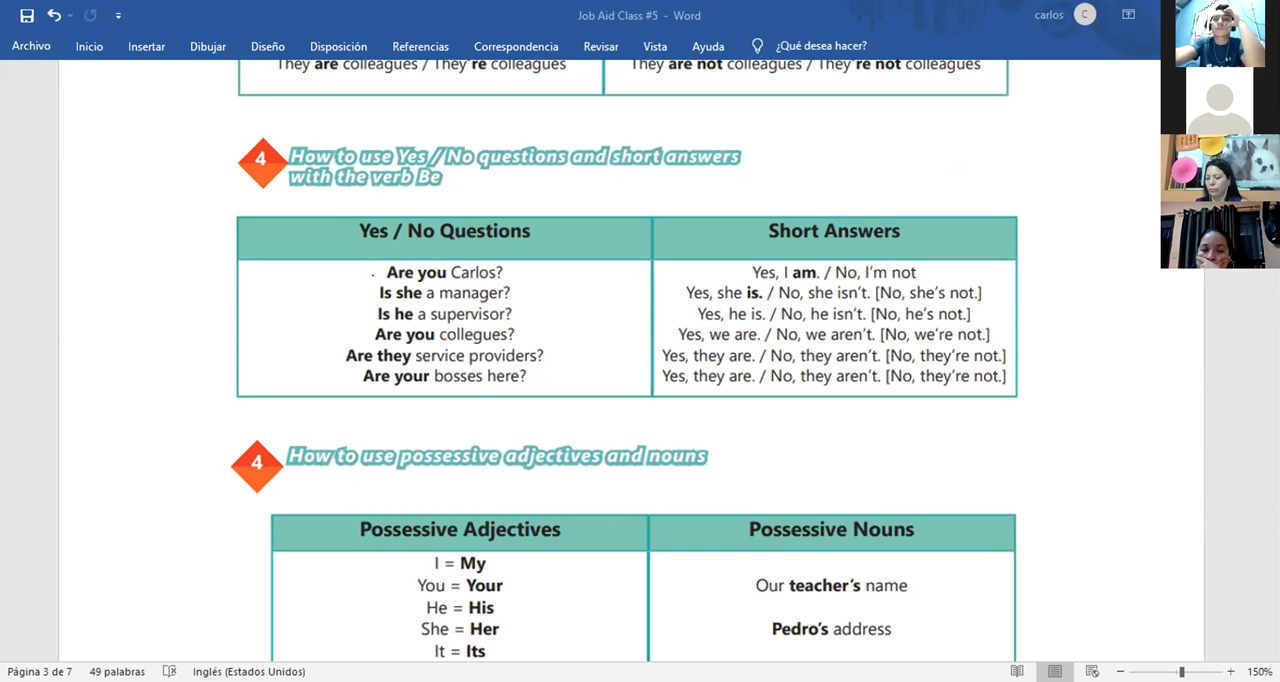 Job Aid Class #5 - Word
carlos
C
Archivo Inicio Insertar Dibujar Diseño Disposición Referencias Correspondencia Revisar Vista Ayuda ¿Qué desea hacer?
They are colleagues / They're colleagues
They are not colleagues / They're not colleagues
4
How to use Yes / No questions and short answers
with the verb Be
Yes / No Questions
Short Answers
Are you Carlos?
Yes, I am. / No, I'm not
Is she a manager?
Yes, she is. / No, she isn't. [No, she's not.]
Is he a supervisor?
Yes, he is. / No, he isn't. [No, he's not.]
Are you collegues?
Yes, we are. / No, we aren't. [No, we're not.]
Are they service providers?
Yes, they are. / No, they aren't. [No, they're not.]
Are your bosses here?
Yes, they are. / No, they aren't. [No, they're not.]
4
How to use possessive adjectives and nouns
Possessive Adjectives
Possessive Nouns
I = My
You = Your
Our teacher's name
He = His
She = Her
Pedro's address
It = Its
Página 3 de 7
49 palabras
Inglés (Estados Unidos)
150%